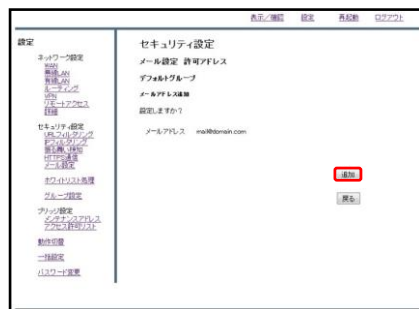 表示/確認 設定 再起動 ログアウト
設定
ネットワーク設定
WAN
無線LAN
有線LAN
ルーティング
VPN
リモートアクセス
詳細
セキュリティ設定
URLフィルタリング
IPフィルタリング
振る舞い検知
HTTPS通信
メール設定
ホワイトリスト処理
グループ設定
ブリッジ設定
メンテナンスアドレス
アクセス許可リスト
動作切替
一括設定
パスワード変更
セキュリティ設定
メール設定 許可アドレス
デフォルトグループ
メールアドレス追加
設定しますか？
メールアドレス mail@domain.com
追加
戻る